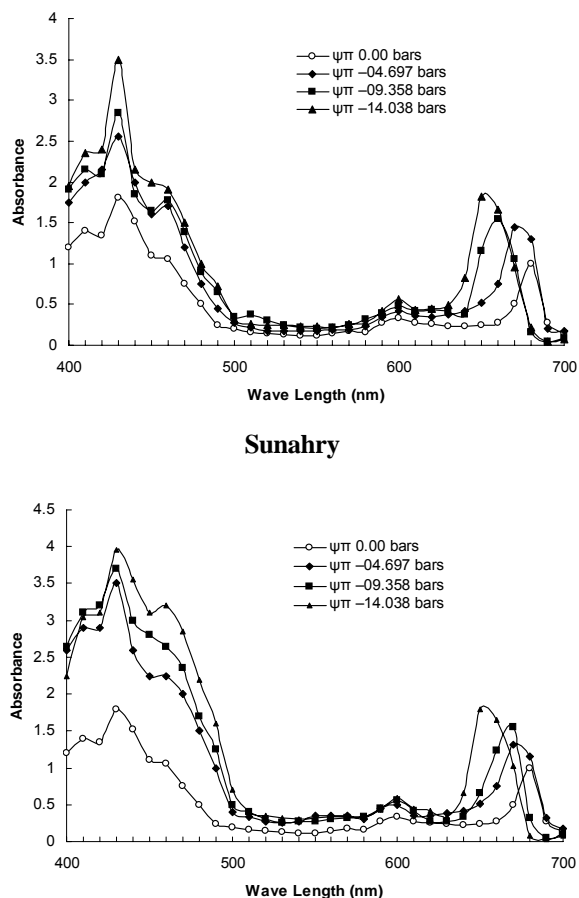 4
3.5
3
2.5
2
1.5
1
0.5
0
Absorbance
ψπ 0.00 bars
ψπ –04.697 bars
ψπ –09.358 bars
ψπ –14.038 bars
400 500 600 700
Wave Length (nm)
Sunahry
4.5
4
3.5
3
2.5
2
1.5
1
0.5
0
Absorbance
ψπ 0.00 bars
ψπ –04.697 bars
ψπ –09.358 bars
ψπ –14.038 bars
400 500 600 700
Wave Length (nm)